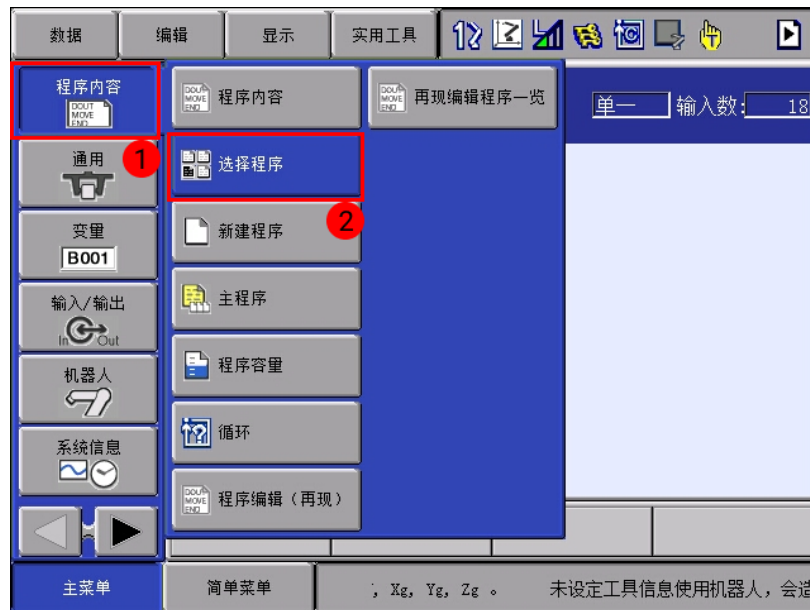 数据 编辑 显示 实用工具
程序内容
DOUT
MOVE
END
程序内容
再现编辑程序一览
单一 输入数: 18
通用
1
选择程序
2
变量
B001
新建程序
输入/输出
In Out
主程序
机器人
程序容量
系统信息
循环
DOUT
MOVE
END
程序编辑（再现）
主菜单 简单菜单 , Xg, Yg, Zg 。 未设定工具信息使用机器人，会造